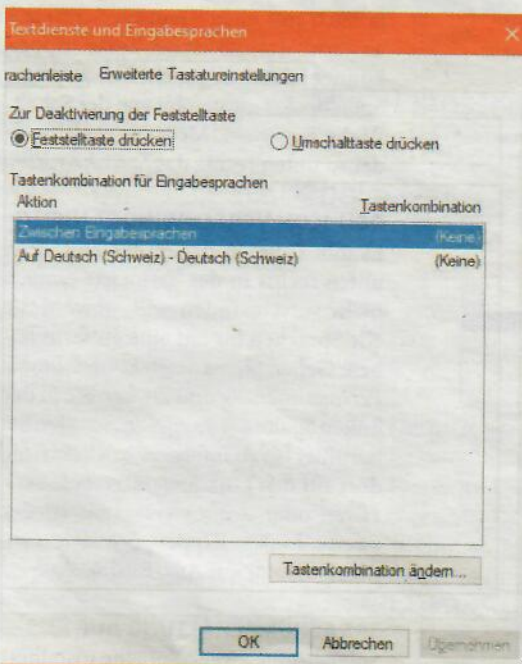 Textdienste und Eingabesprachen
rachenleiste Erweiterte Tastatureinstellungen
Zur Deaktivierung der Feststelltaste
Feststelltaste drücken
Umschalttaste drücken
Tastenkombination für Eingabesprachen
Aktion Tastenkombination
Zwischen Eingabesprachen (Keine)
Auf Deutsch (Schweiz) - Deutsch (Schweiz) (Keine)
Tastenkombination ändern...
OK Abbrechen Übernehmen